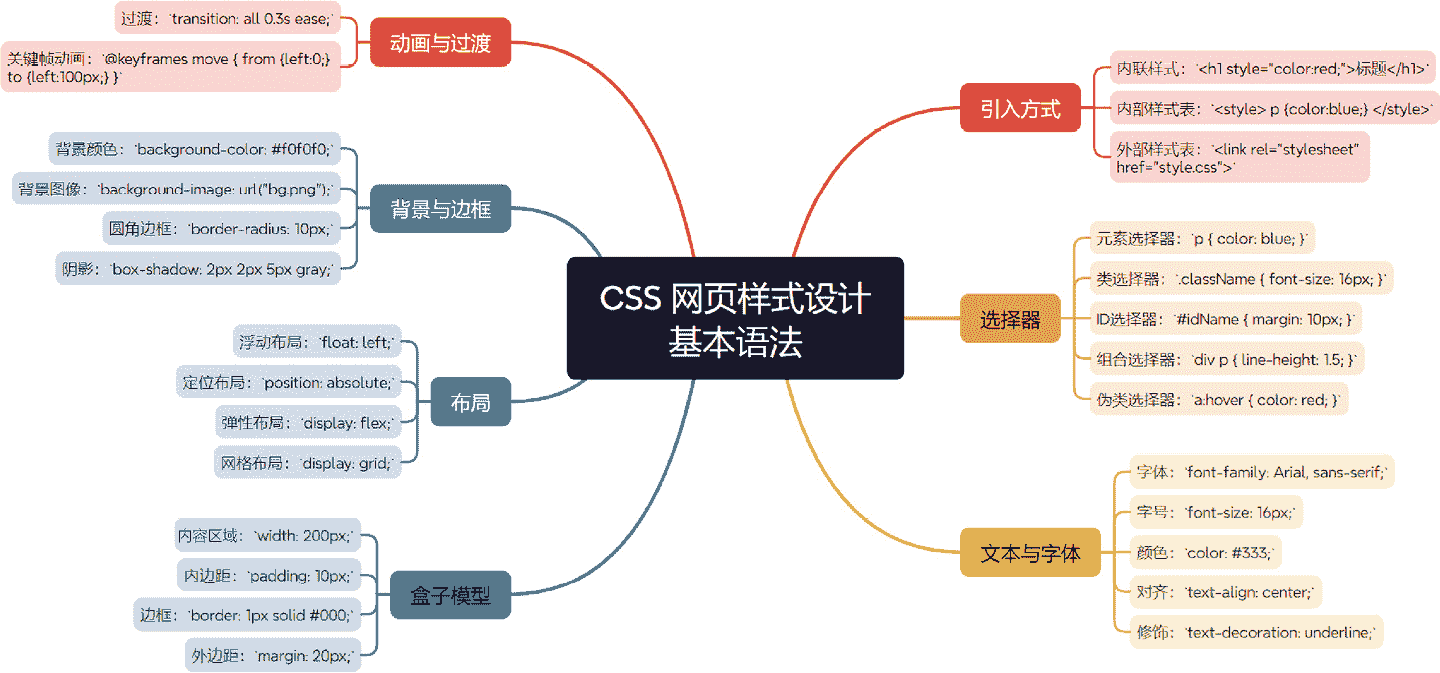 CSS 网页样式设计
基本语法
引入方式
内联样式：`<h1 style="color:red;">标题</h1>`
内部样式表：`<style> p {color:blue;} </style>`
外部样式表：`<link rel="stylesheet"
href="style.css">`
选择器
元素选择器：`p { color: blue; }
类选择器：`.className { font-size: 16px; }
ID选择器：`#idName { margin: 10px; }
组合选择器：`div p { line-height: 1.5; }
伪类选择器：`a:hover { color: red; }
文本与字体
字体：`font-family: Arial, sans-serif;`
字号：`font-size: 16px;`
颜色：`color: #333;`
对齐：`text-align: center;`
修饰：`text-decoration: underline;`
盒子模型
内容区域：`width: 200px;`
内边距：`padding: 10px;`
边框：`border: 1px solid #000;`
外边距：`margin: 20px;`
布局
浮动布局：`float: left;`
定位布局：`position: absolute;`
弹性布局：`display: flex;`
网格布局：`display: grid;`
背景与边框
背景颜色：`background-color: #f0f0f0;`
背景图像：`background-image: url("bg.png");`
圆角边框：`border-radius: 10px;`
阴影：`box-shadow: 2px 2px 5px gray;`
动画与过渡
过渡：`transition: all 0.3s ease;`
关键帧动画：`@keyframes move { from {left:0;}
to {left:100px;} }`